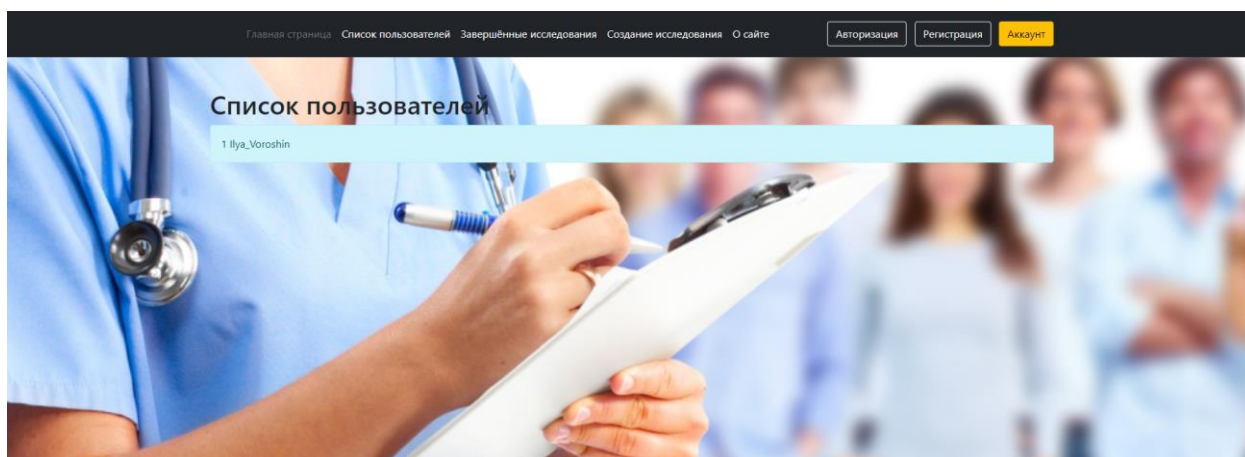 Главная страница Список пользователей Завершённые исследования Создание исследования О сайте Авторизация Регистрация Аккаунт
Список пользователей
1 Ilya_Voroshin